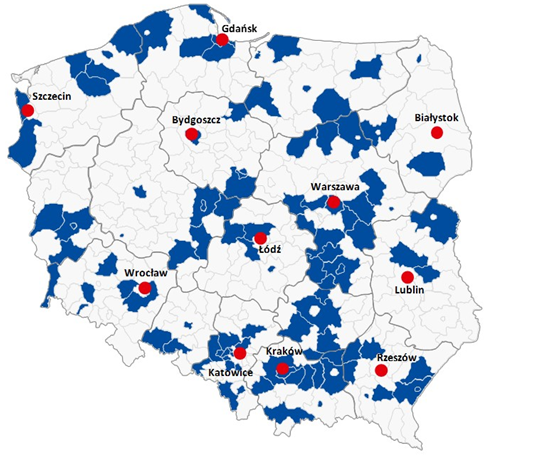 Gdańsk
Szczecin
Bydgoszcz
Białystok
Warszawa
Łódź
Wrocław
Lublin
Kraków
Rzeszów
Katowice